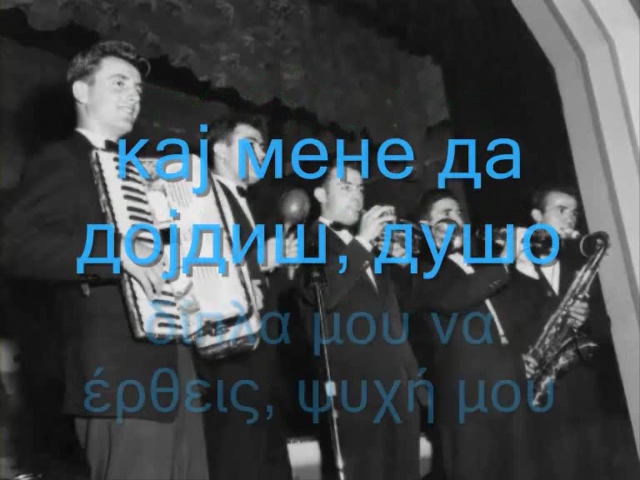 кај мене да
дојдиш, душо
δίπλα μου να
έρθεις, ψυχή μου